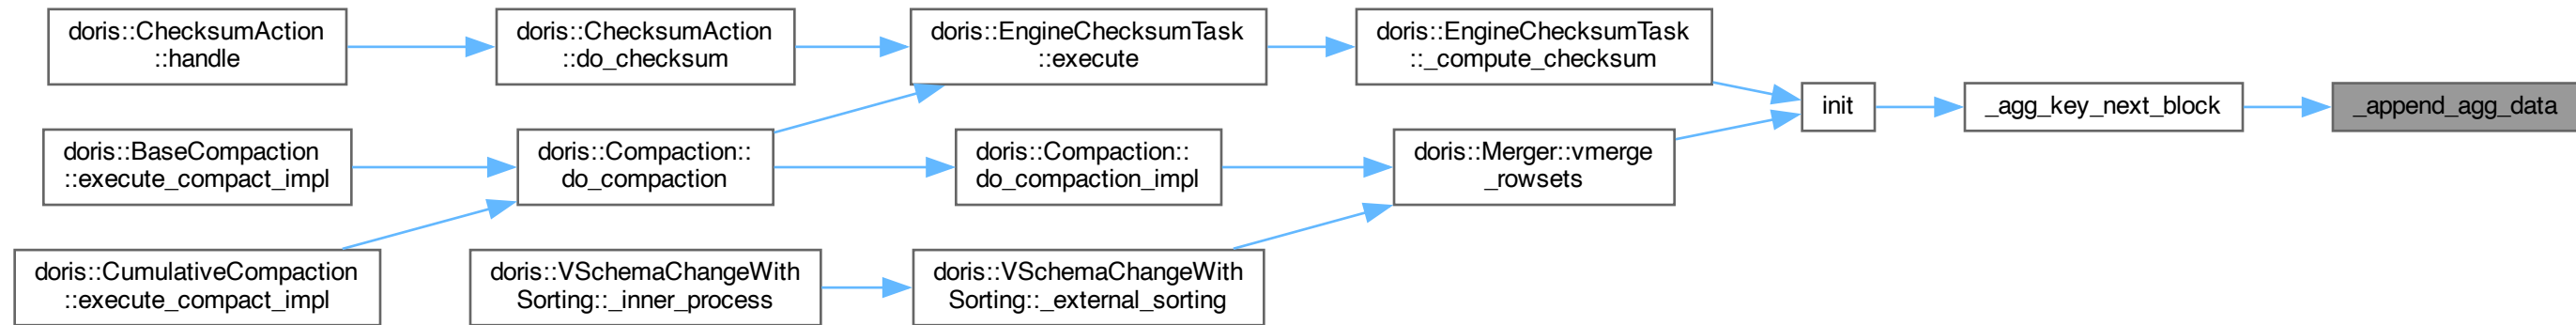 doris::ChecksumAction
::handle
doris::ChecksumAction
::do_checksum
doris::EngineChecksumTask
::execute
doris::EngineChecksumTask
::_compute_checksum
init
_agg_key_next_block
_append_agg_data
doris::BaseCompaction
::execute_compact_impl
doris::Compaction::
do_compaction
doris::Compaction::
do_compaction_impl
doris::Merger::vmerge
_rowsets
doris::CumulativeCompaction
::execute_compact_impl
doris::VSchemaChangeWith
Sorting::_inner_process
doris::VSchemaChangeWith
Sorting::_external_sorting